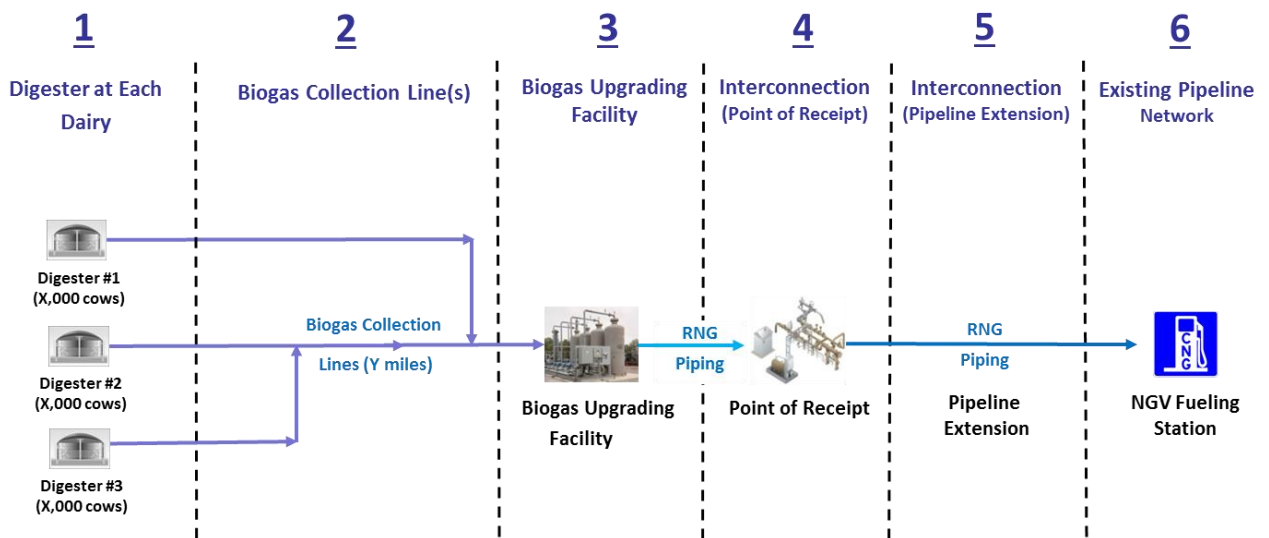 1
2
3
4
5
6
Digester at Each
Dairy
Biogas Collection Line(s)
Biogas Upgrading
Facility
Interconnection
(Point of Receipt)
Interconnection
(Pipeline Extension)
Existing Pipeline
Network
Digester #1
(X,000 cows)
Digester #2
(X,000 cows)
Digester #3
(X,000 cows)
Biogas Collection
Lines (Y miles)
Biogas Upgrading
Facility
RNG
Piping
Point of Receipt
RNG
Piping
Pipeline
Extension
CNG
NGV Fueling
Station